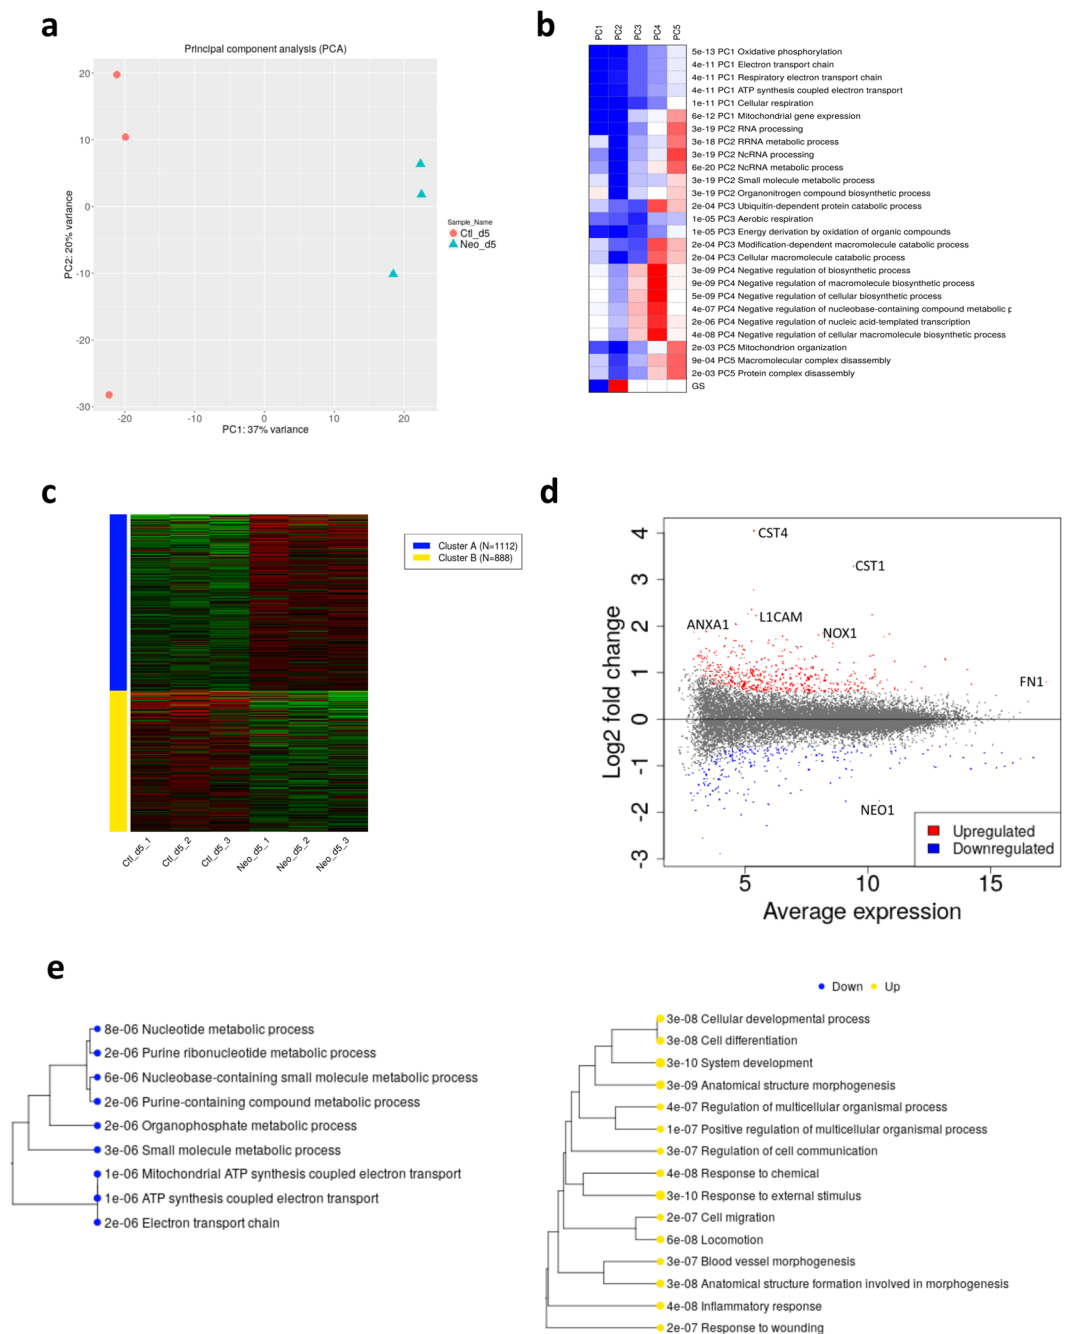 a
Principal component analysis (PCA)
20
10
0
-10
-20
-30
-20
-10
0
10
20
PC1: 37% variance
PC2: 20% variance
Sample_Name
Ctl_d5
Neo_d5
b
PC1
PC2
PC3
PC4
PC5
5e-13 PC1 Oxidative phosphorylation
4e-11 PC1 Electron transport chain
4e-11 PC1 Respiratory electron transport chain
4e-11 PC1 ATP synthesis coupled electron transport
1e-11 PC1 Cellular respiration
6e-12 PC1 Mitochondrial gene expression
3e-19 PC2 RNA processing
3e-18 PC2 RRNA metabolic process
3e-19 PC2 NcRNA processing
6e-20 PC2 NcRNA metabolic process
3e-19 PC2 Small molecule metabolic process
3e-19 PC2 Organonitrogen compound biosynthetic process
2e-04 PC3 Ubiquitin-dependent protein catabolic process
1e-05 PC3 Aerobic respiration
1e-05 PC3 Energy derivation by oxidation of organic compounds
2e-04 PC3 Modification-dependent macromolecule catabolic process
2e-04 PC3 Cellular macromolecule catabolic process
3e-09 PC4 Negative regulation of biosynthetic process
9e-09 PC4 Negative regulation of macromolecule biosynthetic process
5e-09 PC4 Negative regulation of cellular biosynthetic process
4e-07 PC4 Negative regulation of nucleobase-containing compound metabolic p
2e-06 PC4 Negative regulation of nucleic acid-templated transcription
4e-08 PC4 Negative regulation of cellular macromolecule biosynthetic process
2e-03 PC5 Mitochondrion organization
9e-04 PC5 Macromolecular complex disassembly
2e-03 PC5 Protein complex disassembly
GS
c
Cluster A (N=1112)
Cluster B (N=888)
Ctl_d5_1
Ctl_d5_2
Ctl_d5_3
Neo_d5_1
Neo_d5_2
Neo_d5_3
d
4
3
2
1
0
-1
-2
-3
Log2 fold change
CST4
CST1
L1CAM
ANXA1
NOX1
FN1
NEO1
Upregulated
Downregulated
5
10
15
Average expression
e
8e-06 Nucleotide metabolic process
2e-06 Purine ribonucleotide metabolic process
6e-06 Nucleobase-containing small molecule metabolic process
2e-06 Purine-containing compound metabolic process
2e-06 Organophosphate metabolic process
3e-06 Small molecule metabolic process
1e-06 Mitochondrial ATP synthesis coupled electron transport
1e-06 ATP synthesis coupled electron transport
2e-06 Electron transport chain
Down
Up
3e-08 Cellular developmental process
3e-08 Cell differentiation
3e-10 System development
3e-09 Anatomical structure morphogenesis
4e-07 Regulation of multicellular organismal process
1e-07 Positive regulation of multicellular organismal process
3e-07 Regulation of cell communication
4e-08 Response to chemical
3e-10 Response to external stimulus
2e-07 Cell migration
6e-08 Locomotion
3e-07 Blood vessel morphogenesis
3e-08 Anatomical structure formation involved in morphogenesis
4e-08 Inflammatory response
2e-07 Response to wounding